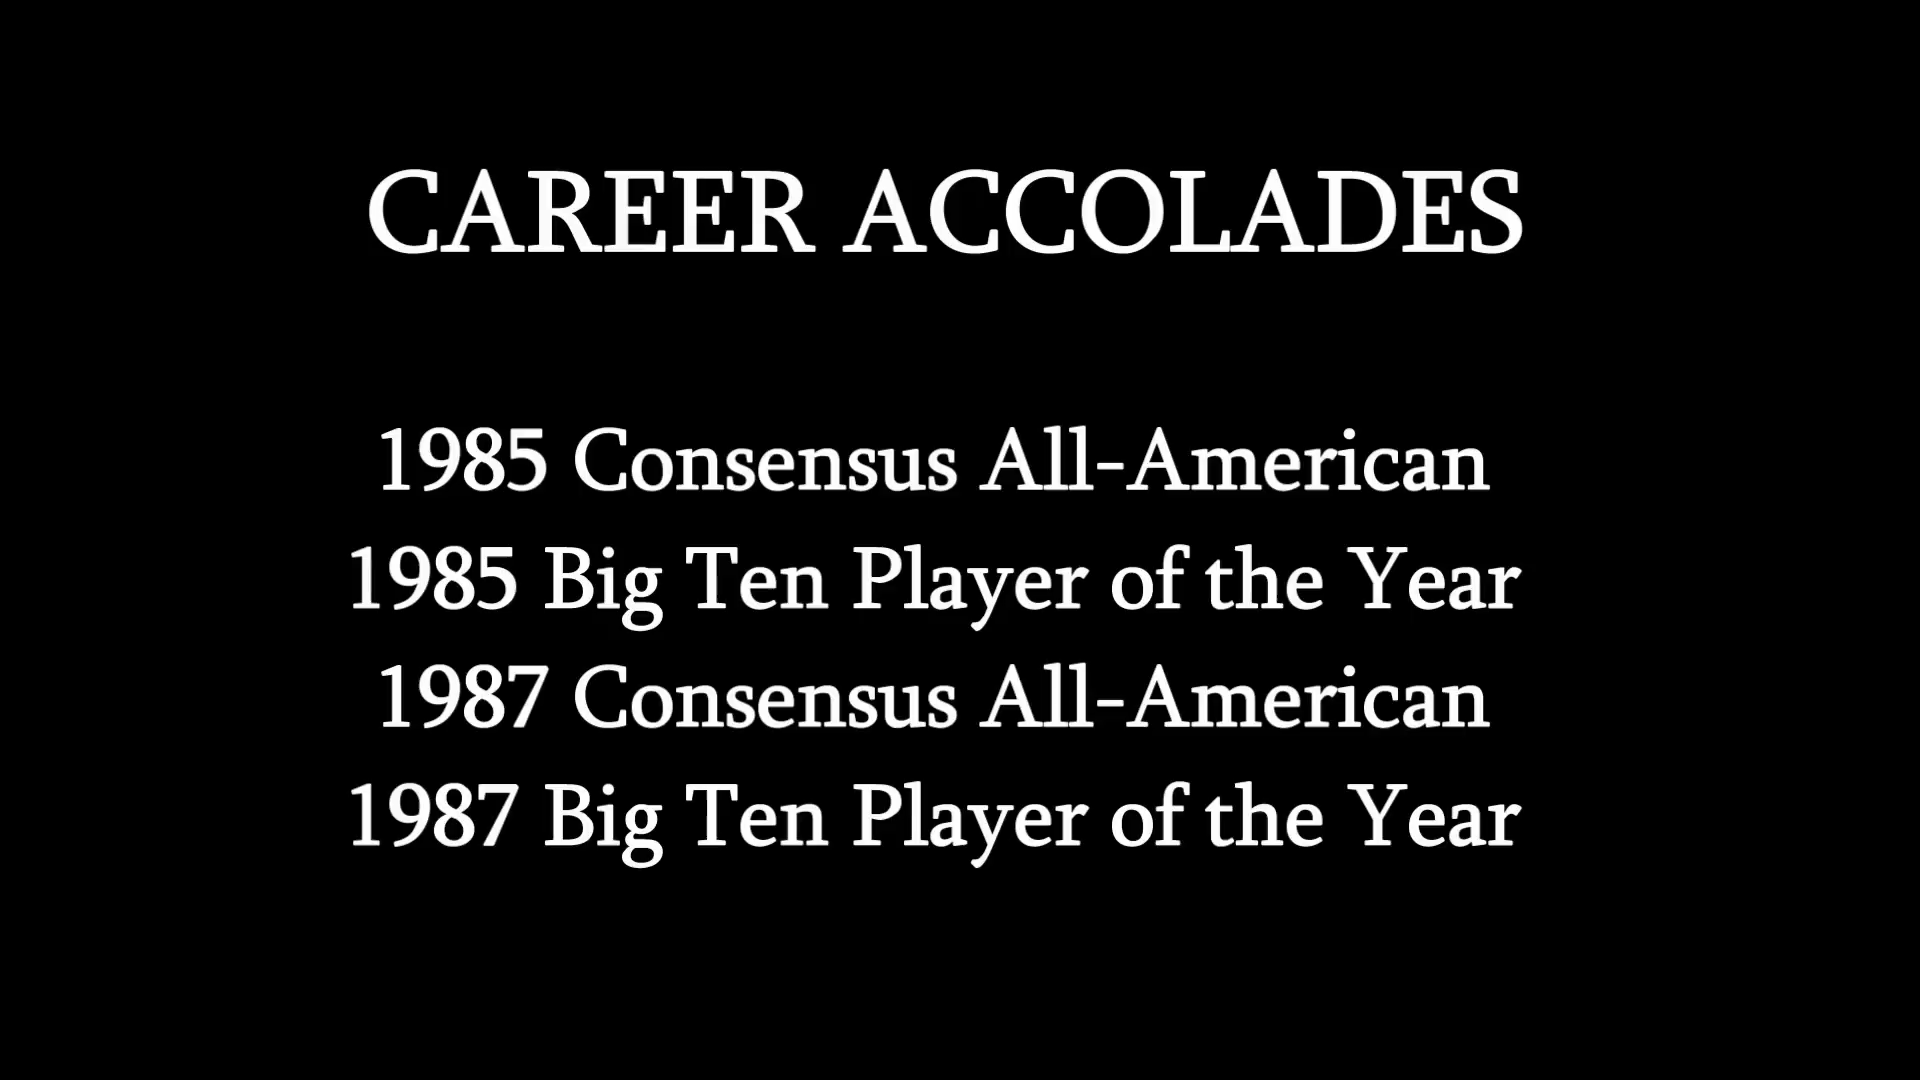 CAREER ACCOLADES
1985 Consensus All-American
1985 Big Ten Player of the Year
1987 Consensus All-American
1987 Big Ten Player of the Year